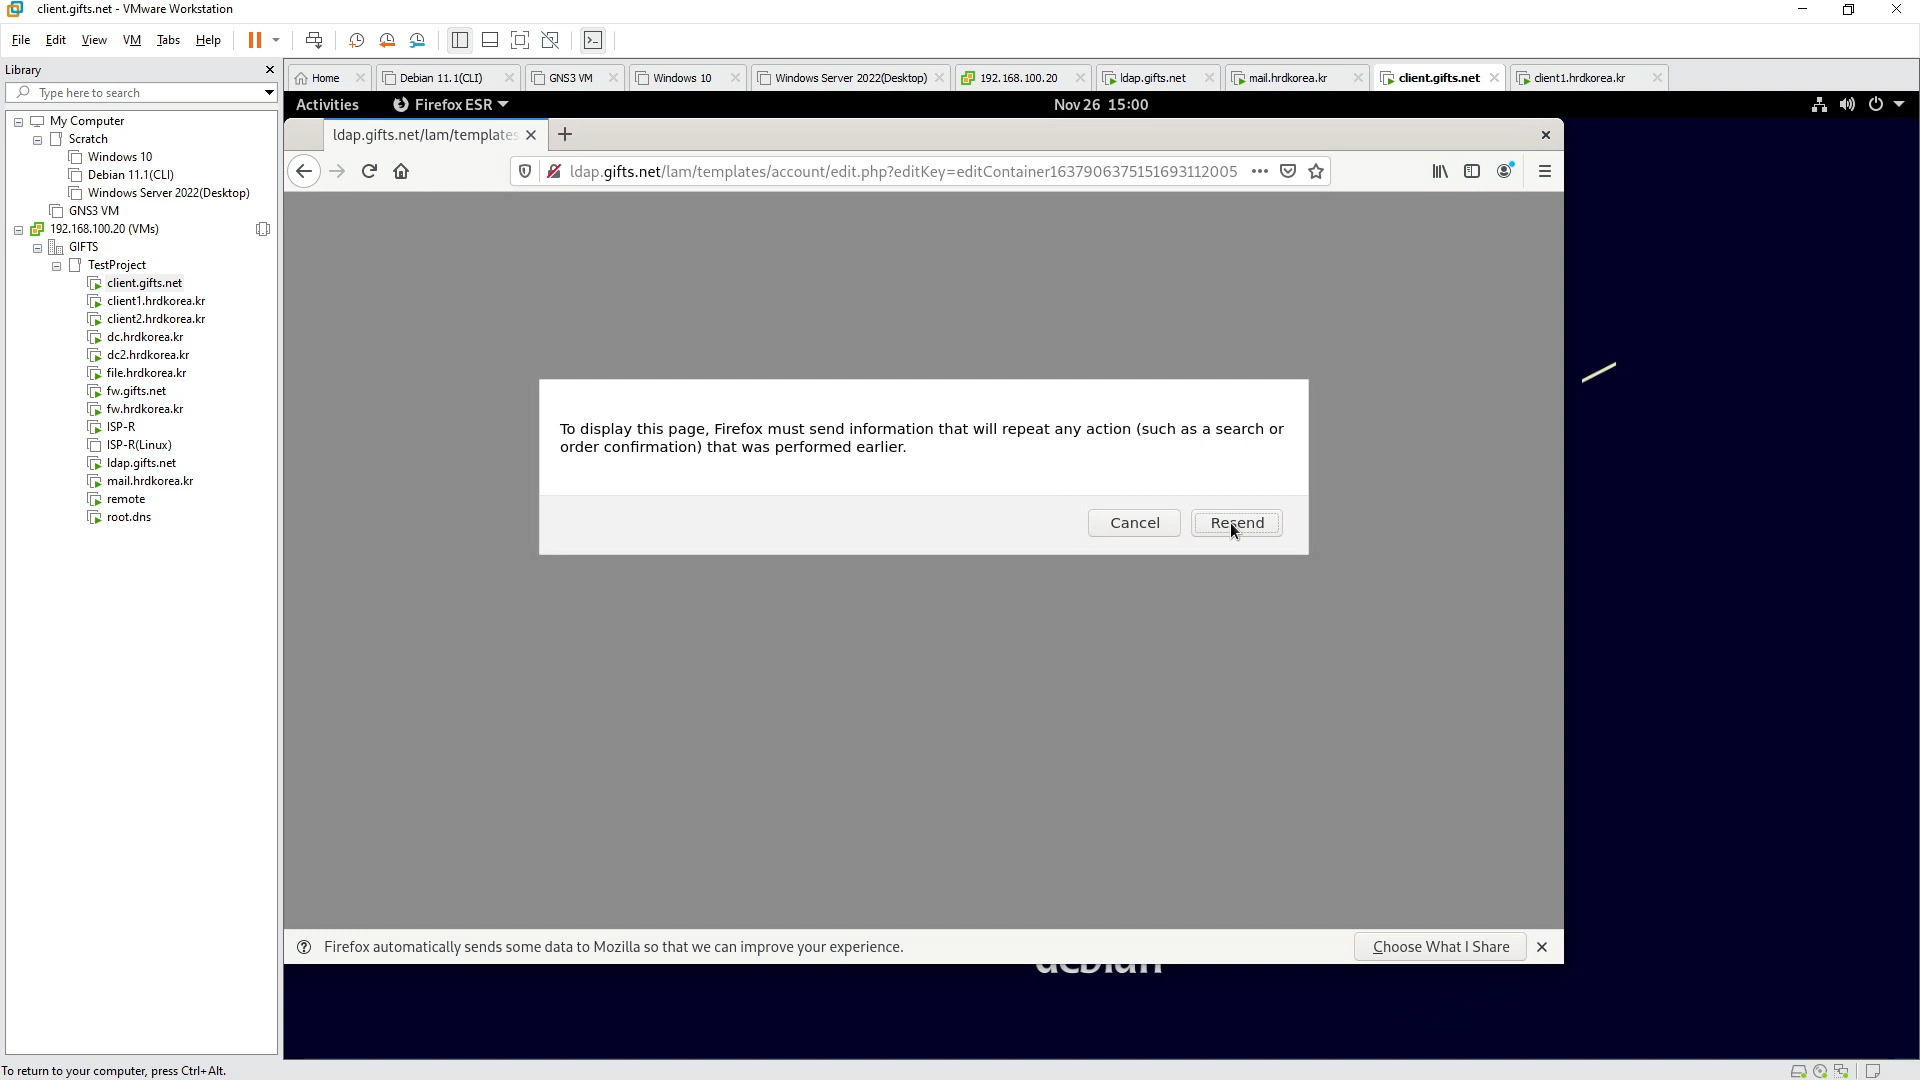 client.gifts.net - VMware Workstation
File Edit View VM Tabs Help
Library
Type here to search
My Computer
Scratch
Windows 10
Debian 11.1(CLI)
Windows Server 2022(Desktop)
GNS3 VM
192.168.100.20 (VMs)
GIFTS
TestProject
client.gifts.net
client1.hrdkorea.kr
client2.hrdkorea.kr
dc.hrdkorea.kr
dc2.hrdkorea.kr
file.hrdkorea.kr
fw.gifts.net
fw.hrdkorea.kr
ISP-R
ISP-R(Linux)
ldap.gifts.net
mail.hrdkorea.kr
remote
root.dns
Home Debian 11.1(CLI) GNS3 VM Windows 10 Windows Server 2022(Desktop) 192.168.100.20 ldap.gifts.net mail.hrdkorea.kr client.gifts.net client1.hrdkorea.kr
Activities Firefox ESR Nov 26 15:00
ldap.gifts.net/lam/templates
ldap.gifts.net/lam/templates/account/edit.php?editKey=editContainer1637906375151693112005
To display this page, Firefox must send information that will repeat any action (such as a search or
order confirmation) that was performed earlier.
Cancel Resend
Firefox automatically sends some data to Mozilla so that we can improve your experience. Choose What I Share
debian
To return to your computer, press Ctrl+Alt.